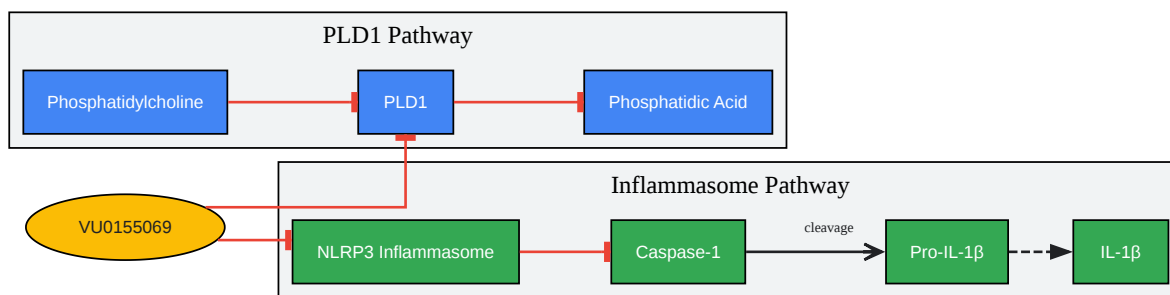 PLD1 Pathway
Phosphatidylcholine
PLD1
Phosphatidic Acid
Inflammasome Pathway
VU0155069
NLRP3 Inflammasome
Caspase-1
cleavage
Pro-IL-1β
IL-1β